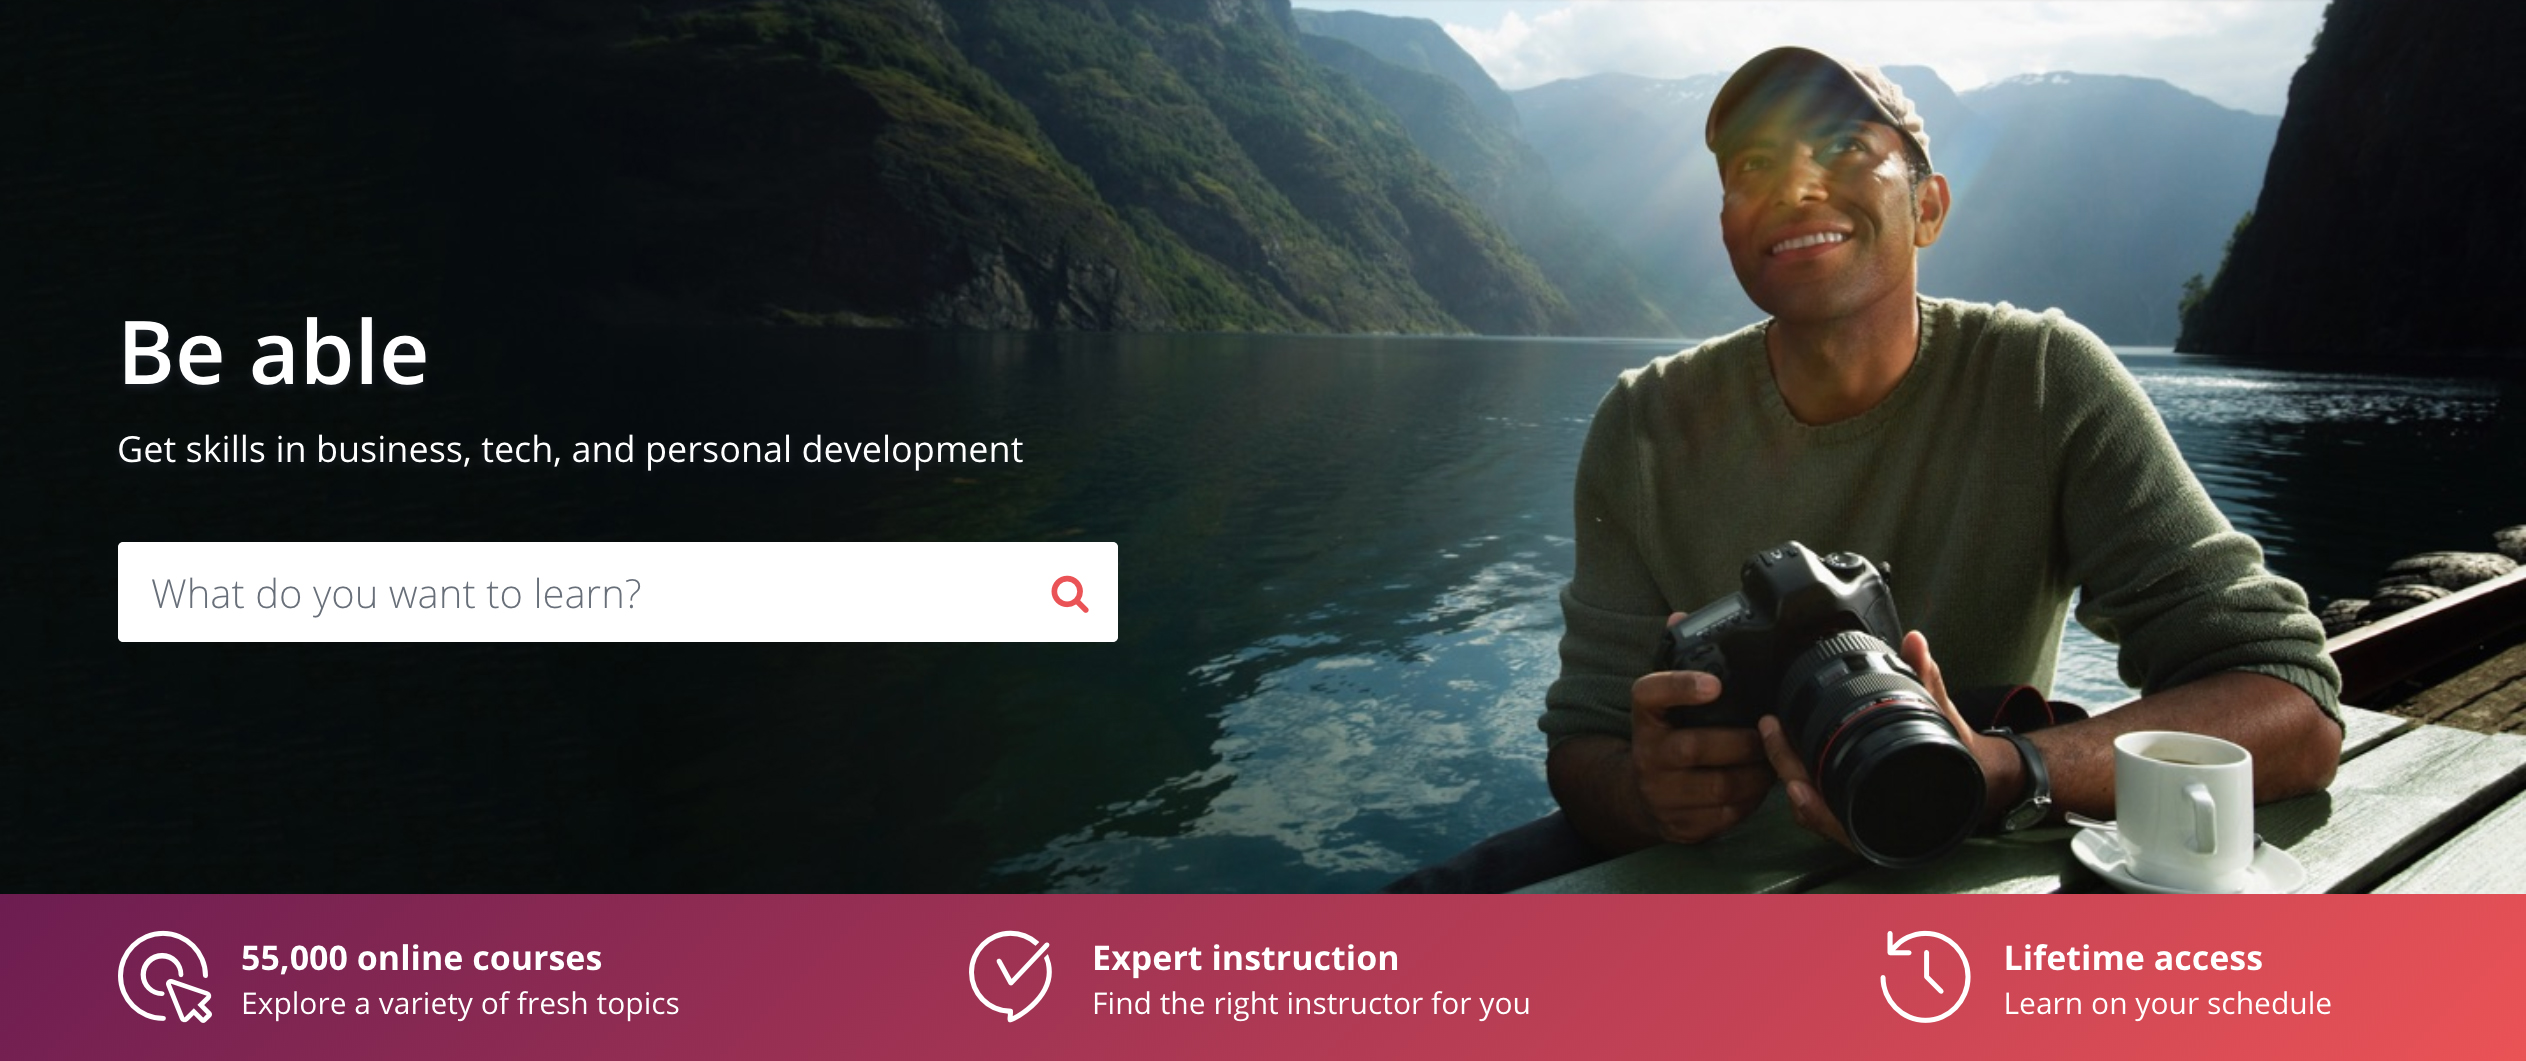 Be able
Get skills in business, tech, and personal development
What do you want to learn?
55,000 online courses
Explore a variety of fresh topics
Expert instruction
Find the right instructor for you
Lifetime access
Learn on your schedule